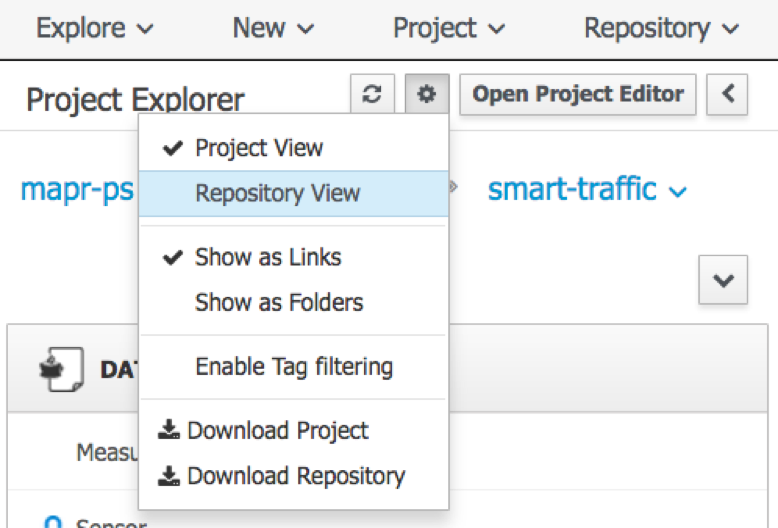 Explore New Project Repository
Project Explorer Open Project Editor
Project View
mapr-ps Repository View smart-traffic
Show as Links
Show as Folders
Enable Tag filtering
DAT
Download Project
Measu
Download Repository
Sensor